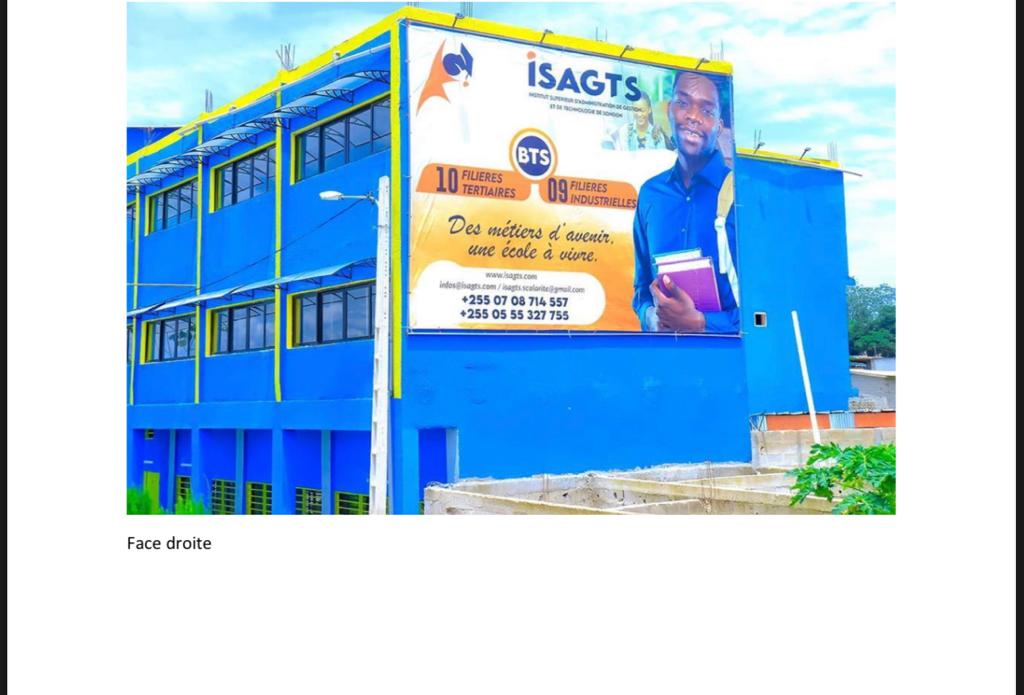 iSAGTS
INSTITUT SUPERIEUR D'ADMINISTRATION DE GESTION
ET DE TECHNOLOGIE DE SONGON
BTS
10 FILIERES
TERTIAIRES
09 FILIERES
INDUSTRIELLES
Des métiers d'avenir,
une école à vivre.
www.isagts.com
infos@isagts.com / isagts.scolarite@gmail.com
+255 07 08 714 557
+255 05 55 327 755
Face droite